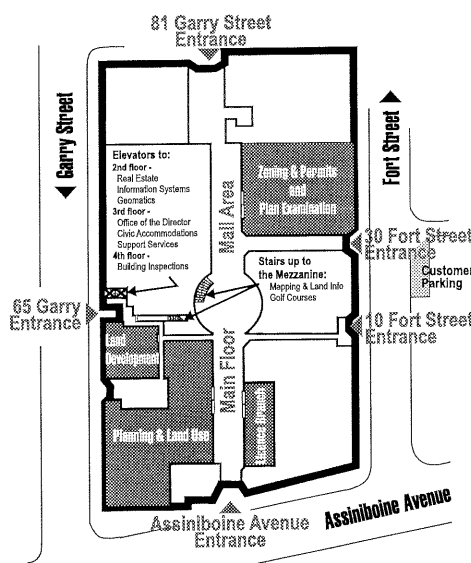 81 Garry Street
Entrance
Garry Street
Fort Street
Elevators to:
2nd floor -
Real Estate
Information Systems
Geomatics
3rd floor -
Office of the Director
Civic Accommodations
Support Services
4th floor -
Building Inspections
Mall Area
Zoning & Permits
and
Plan Examination
30 Fort Street
Entrance
Customer
Parking
Stairs up to
the Mezzanine:
Mapping & Land Info
Golf Courses
65 Garry
Entrance
10 Fort Street
Entrance
Land
Development
Main Floor
Planning & Land Use
License Branch
Assiniboine Avenue
Entrance
Assiniboine Avenue